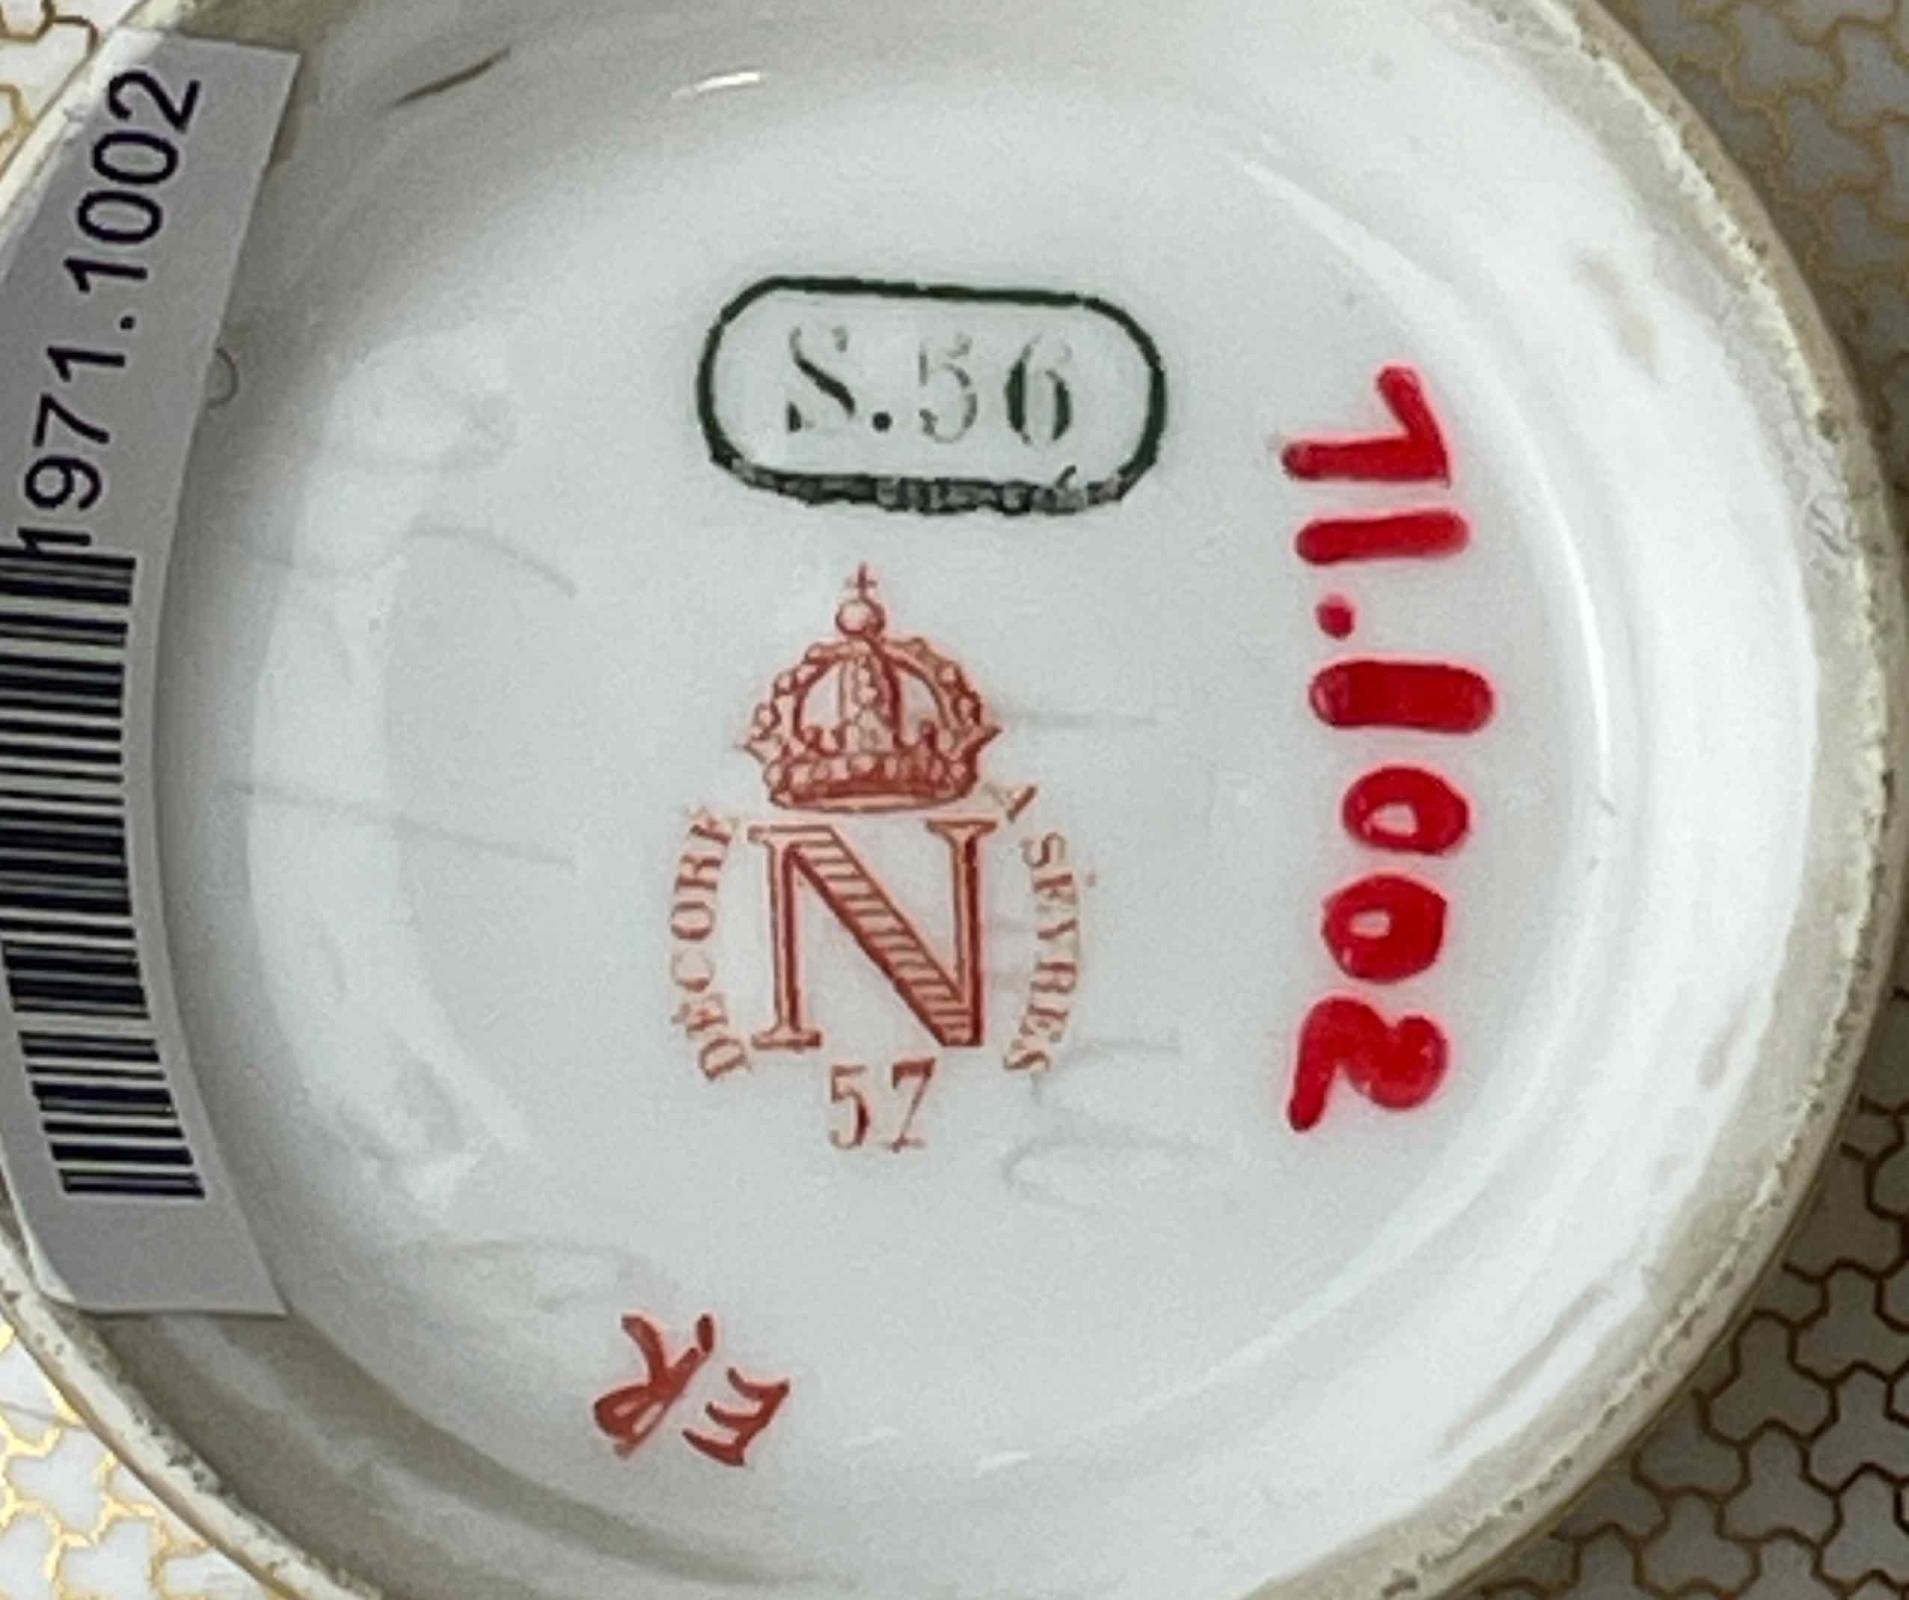 1971.1002
S.56
DÉCORÉ A SÈVRES
N
57
71.1002
ER